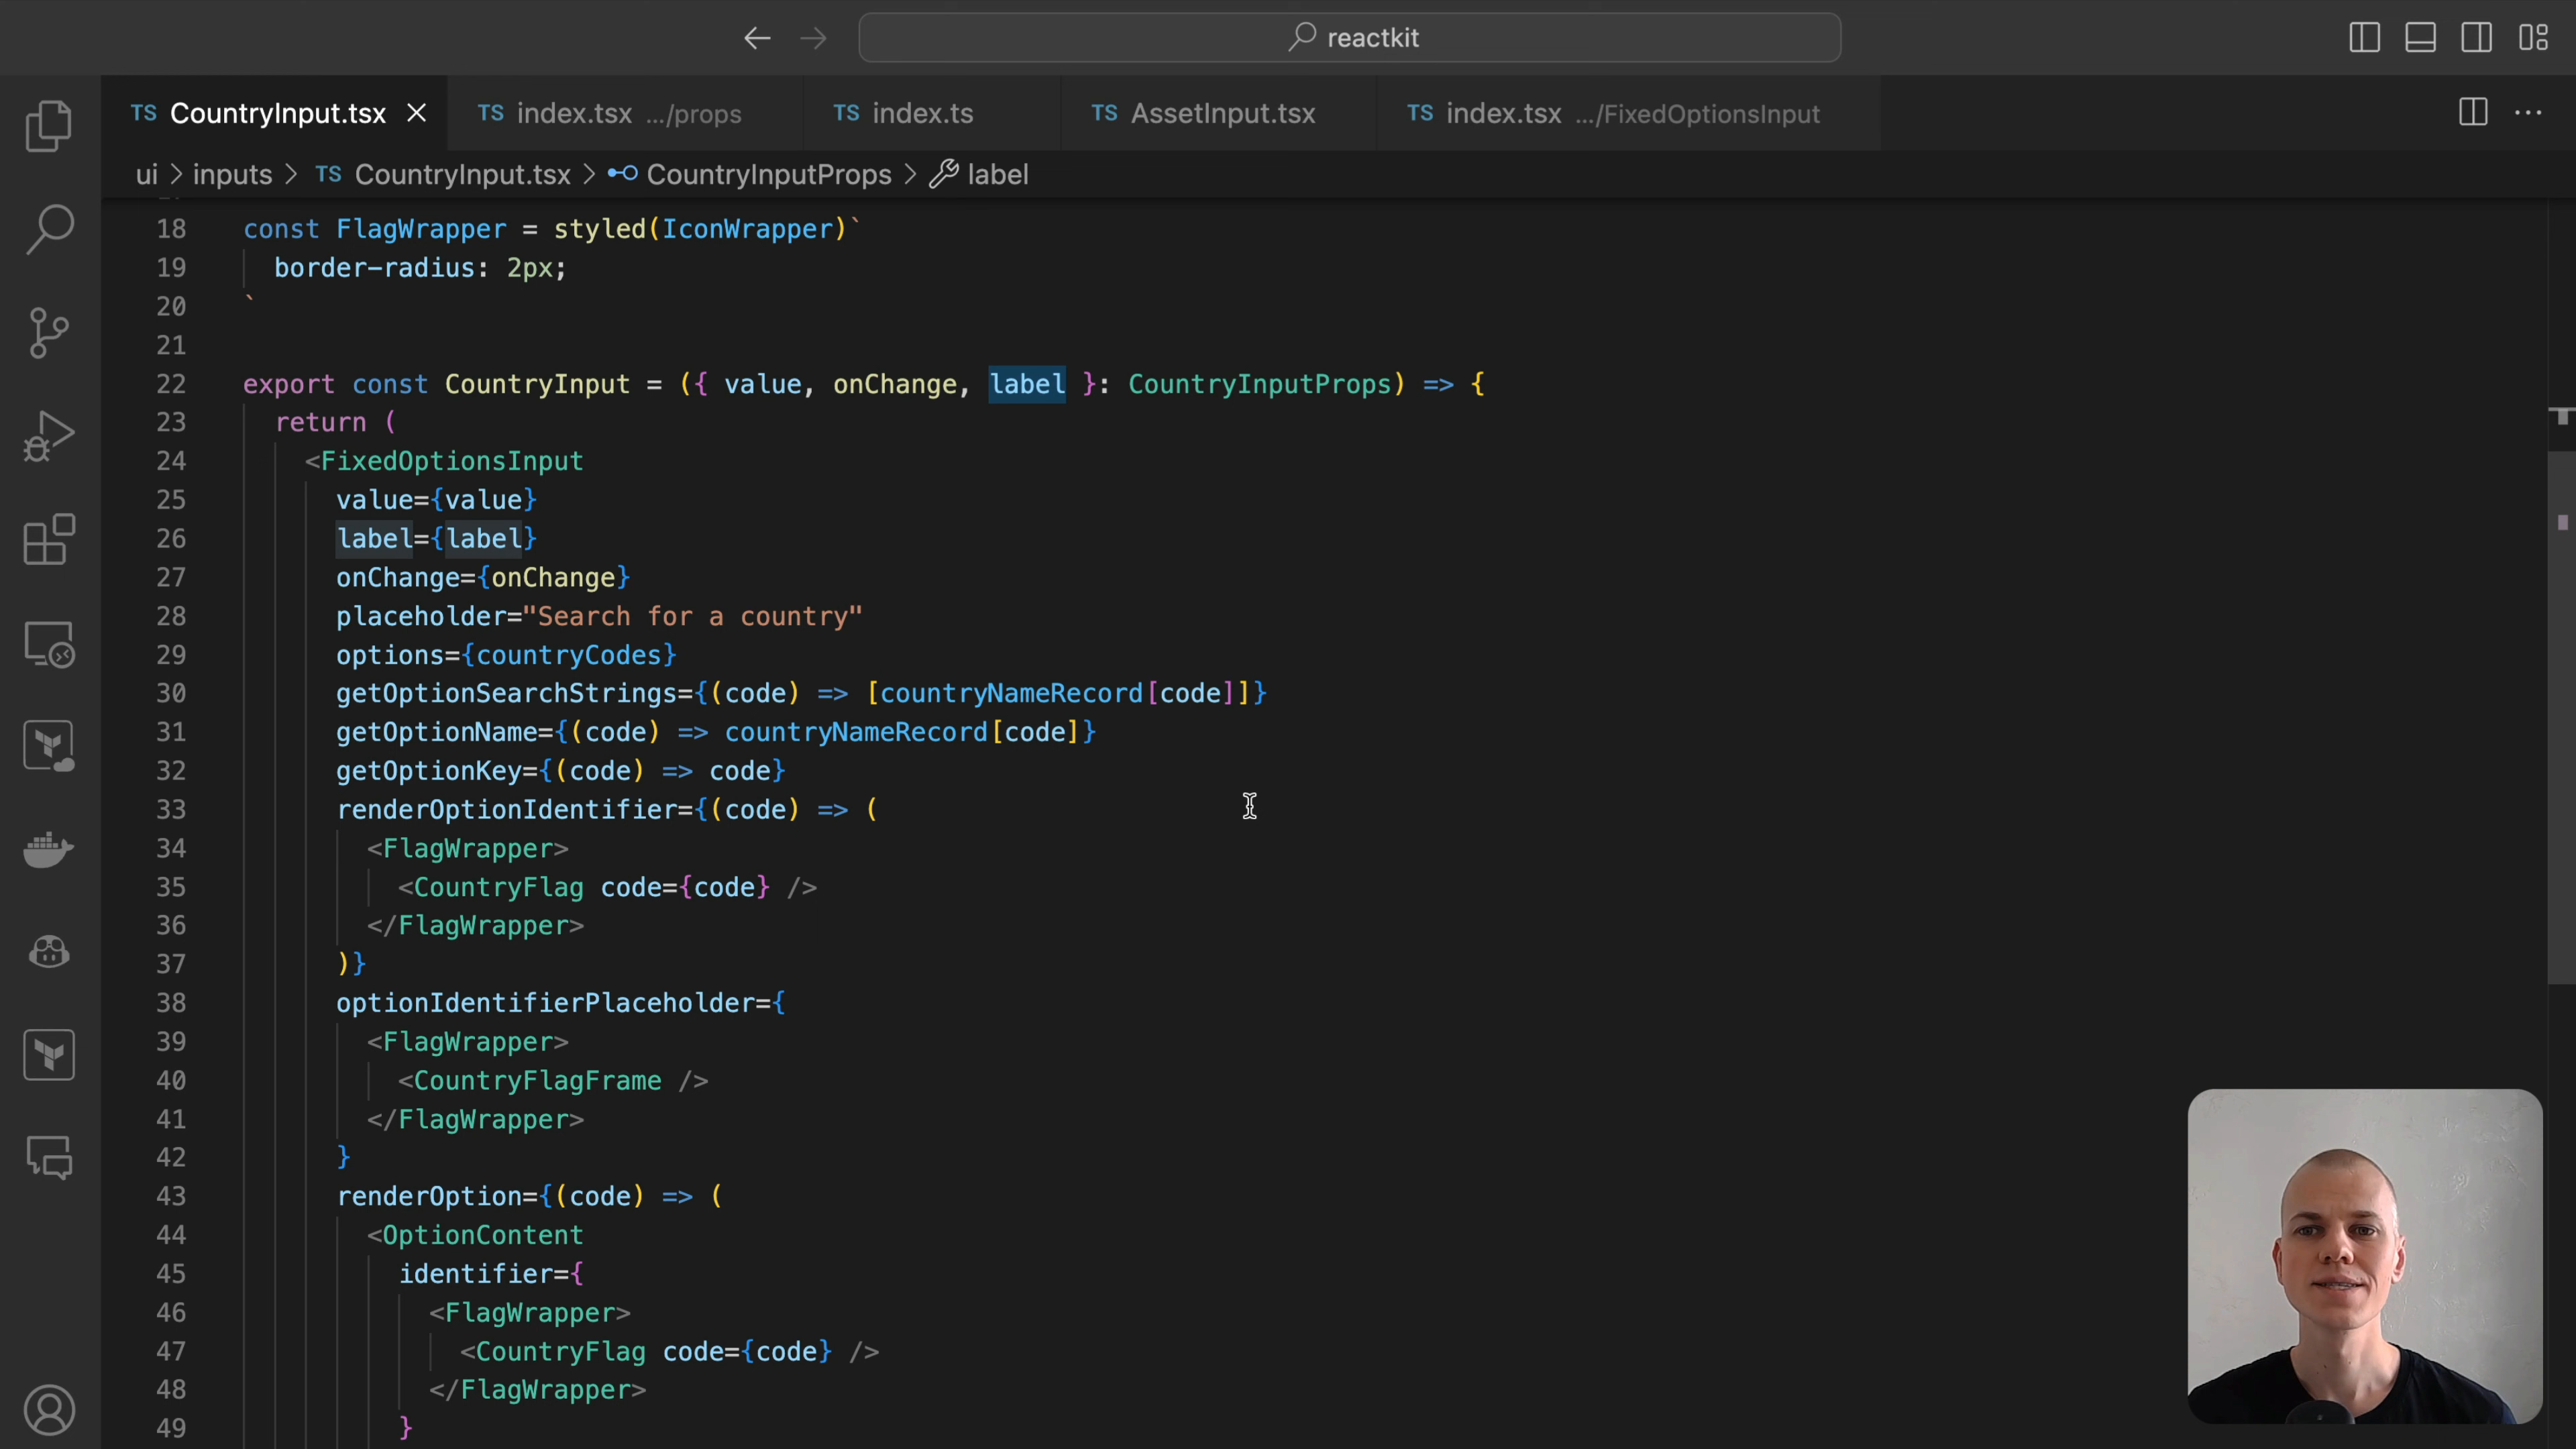 reactkit
TS CountryInput.tsx TS index.tsx .../props TS index.ts TS AssetInput.tsx TS index.tsx .../FixedOptionsInput
ui > inputs > TS CountryInput.tsx > CountryInputProps > label
18 const FlagWrapper = styled(IconWrapper)`
19 border-radius: 2px;
20 `
21
22 export const CountryInput = ({ value, onChange, label }: CountryInputProps) => {
23 return (
24 <FixedOptionsInput
25 value={value}
26 label={label}
27 onChange={onChange}
28 placeholder="Search for a country"
29 options={countryCodes}
30 getOptionSearchStrings={(code) => [countryNameRecord[code]]}
31 getOptionName={(code) => countryNameRecord[code]}
32 getOptionKey={(code) => code}
33 renderOptionIdentifier={(code) => (
34 <FlagWrapper>
35 <CountryFlag code={code} />
36 </FlagWrapper>
37 )}
38 optionIdentifierPlaceholder={
39 <FlagWrapper>
40 <CountryFlagFrame />
41 </FlagWrapper>
42 }
43 renderOption={(code) => (
44 <OptionContent
45 identifier={
46 <FlagWrapper>
47 <CountryFlag code={code} />
48 </FlagWrapper>
49 }